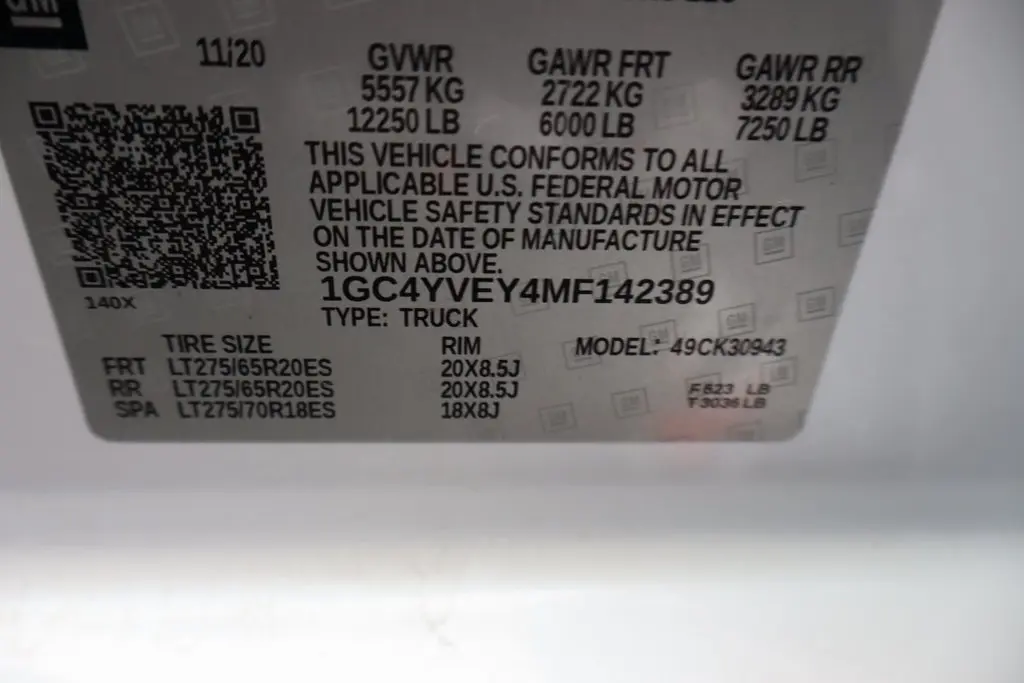 GM
11/20
GVWR GAWR FRT GAWR RR
5557 KG 2722 KG 3289 KG
12250 LB 6000 LB 7250 LB
THIS VEHICLE CONFORMS TO ALL
APPLICABLE U.S. FEDERAL MOTOR
VEHICLE SAFETY STANDARDS IN EFFECT
ON THE DATE OF MANUFACTURE
SHOWN ABOVE.
140X
1GC4YVEY4MF142389
TYPE: TRUCK
TIRE SIZE RIM MODEL: 49CK30943
FRT LT275/65R20ES 20X8.5J
RR LT275/65R20ES 20X8.5J F 823 LB
SPA LT275/70R18ES 18X8J T 3036 LB